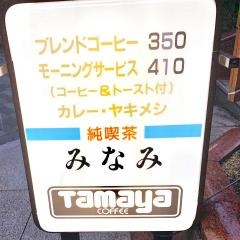 ブレンドコーヒー 350
モーニングサービス 410
(コーヒー&トースト付)
カレー・ヤキメシ
純喫茶
みなみ
Tamaya
COFFEE